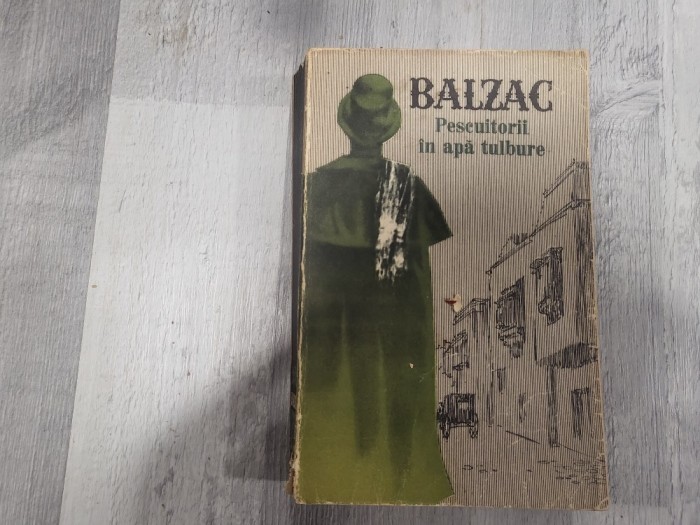 BALZAC
Pescuitorii
în apă tulbure